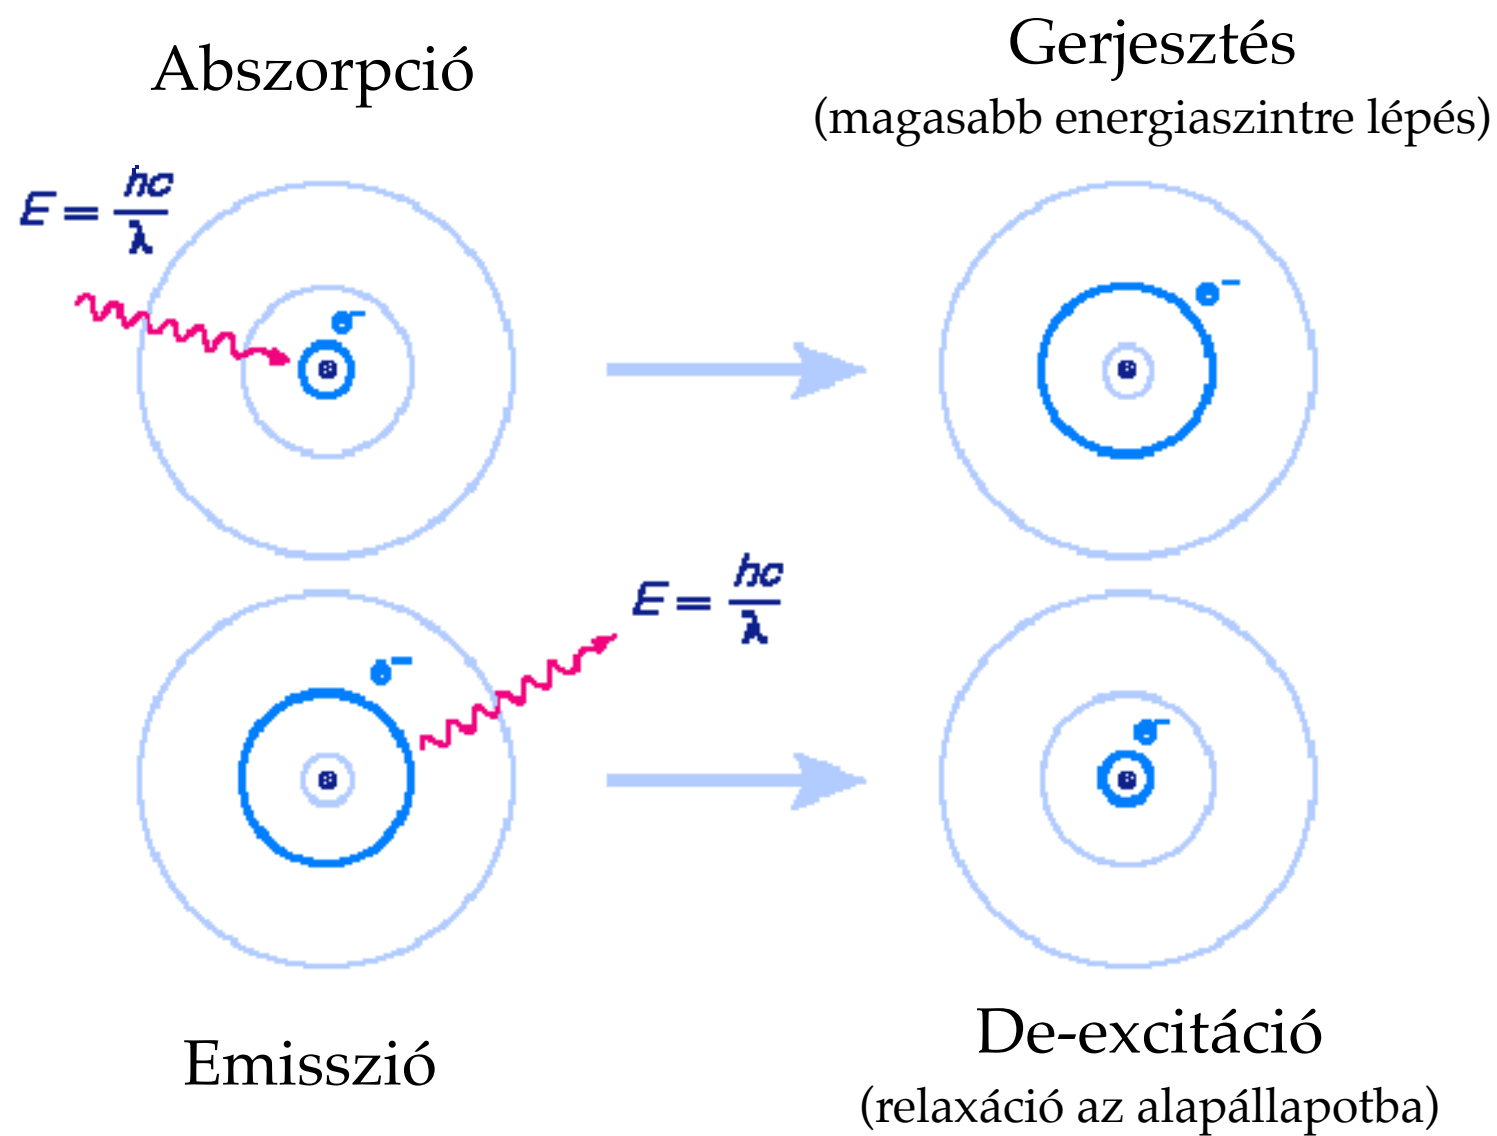 Abszorpció
Gerjesztés
(magasabb energiaszintre lépés)
E = hc/λ
e⁻
e⁻
E = hc/λ
e⁻
e⁻
Emisszió
De-excitáció
(relaxáció az alapállapotba)